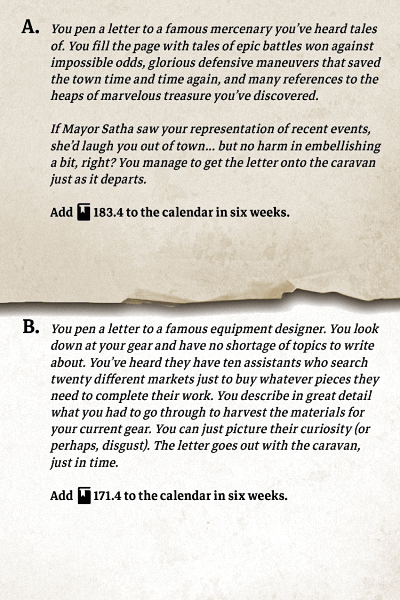 A. You pen a letter to a famous mercenary you've heard tales
of. You fill the page with tales of epic battles won against
impossible odds, glorious defensive maneuvers that saved
the town time and time again, and many references to the
heaps of marvelous treasure you've discovered.
If Mayor Satha saw your representation of recent events,
she'd laugh you out of town... but no harm in embellishing
a bit, right? You manage to get the letter onto the caravan
just as it departs.
Add 183.4 to the calendar in six weeks.
B. You pen a letter to a famous equipment designer. You look
down at your gear and have no shortage of topics to write
about. You've heard they have ten assistants who search
twenty different markets just to buy whatever pieces they
need to complete their work. You describe in great detail
what you had to go through to harvest the materials for
your current gear. You can just picture their curiosity (or
perhaps, disgust). The letter goes out with the caravan,
just in time.
Add 171.4 to the calendar in six weeks.